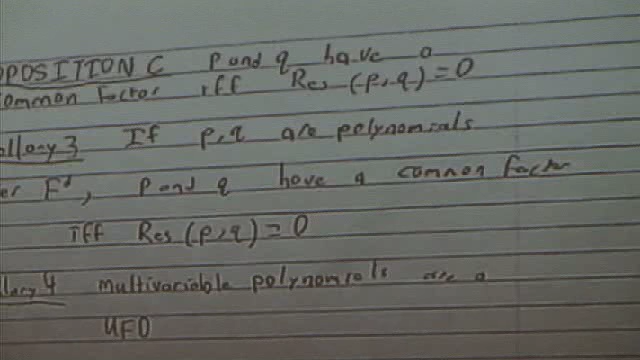 OPOSITION C p and q have a
common factor iff Res (p,q) = 0
ollary 3 If p,q are polynomials
er F^d, p and q have a common factor
iff Res (p,q) = 0
llary 4 Multivariable polynomials are a
UFD